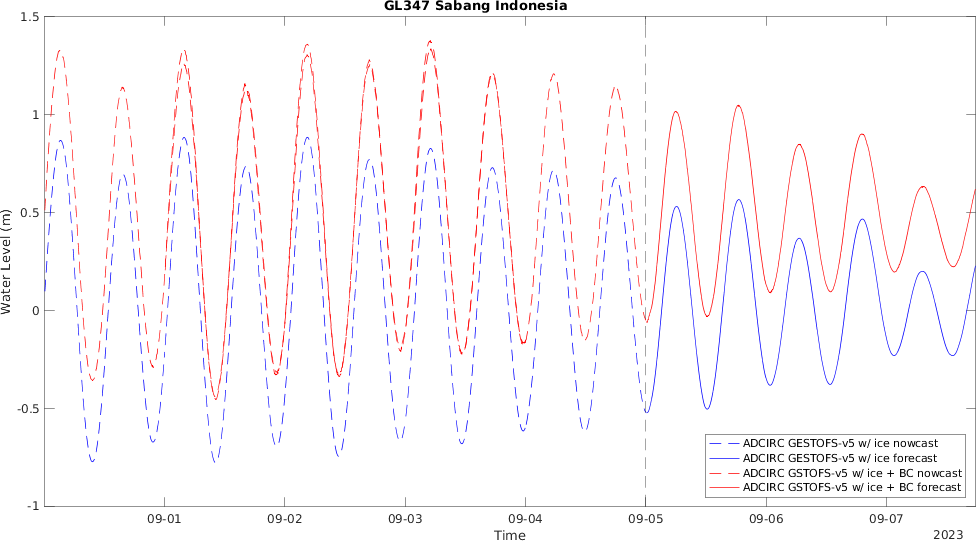 GL347 Sabang Indonesia
1.5
1
0.5
0
-0.5
-1
Water Level (m)
ADCIRC GESTOFS-v5 w/ ice nowcast
ADCIRC GESTOFS-v5 w/ ice forecast
ADCIRC GSTOFS-v5 w/ ice + BC nowcast
ADCIRC GSTOFS-v5 w/ ice + BC forecast
09-01 09-02 09-03 09-04 09-05 09-06 09-07
Time
2023